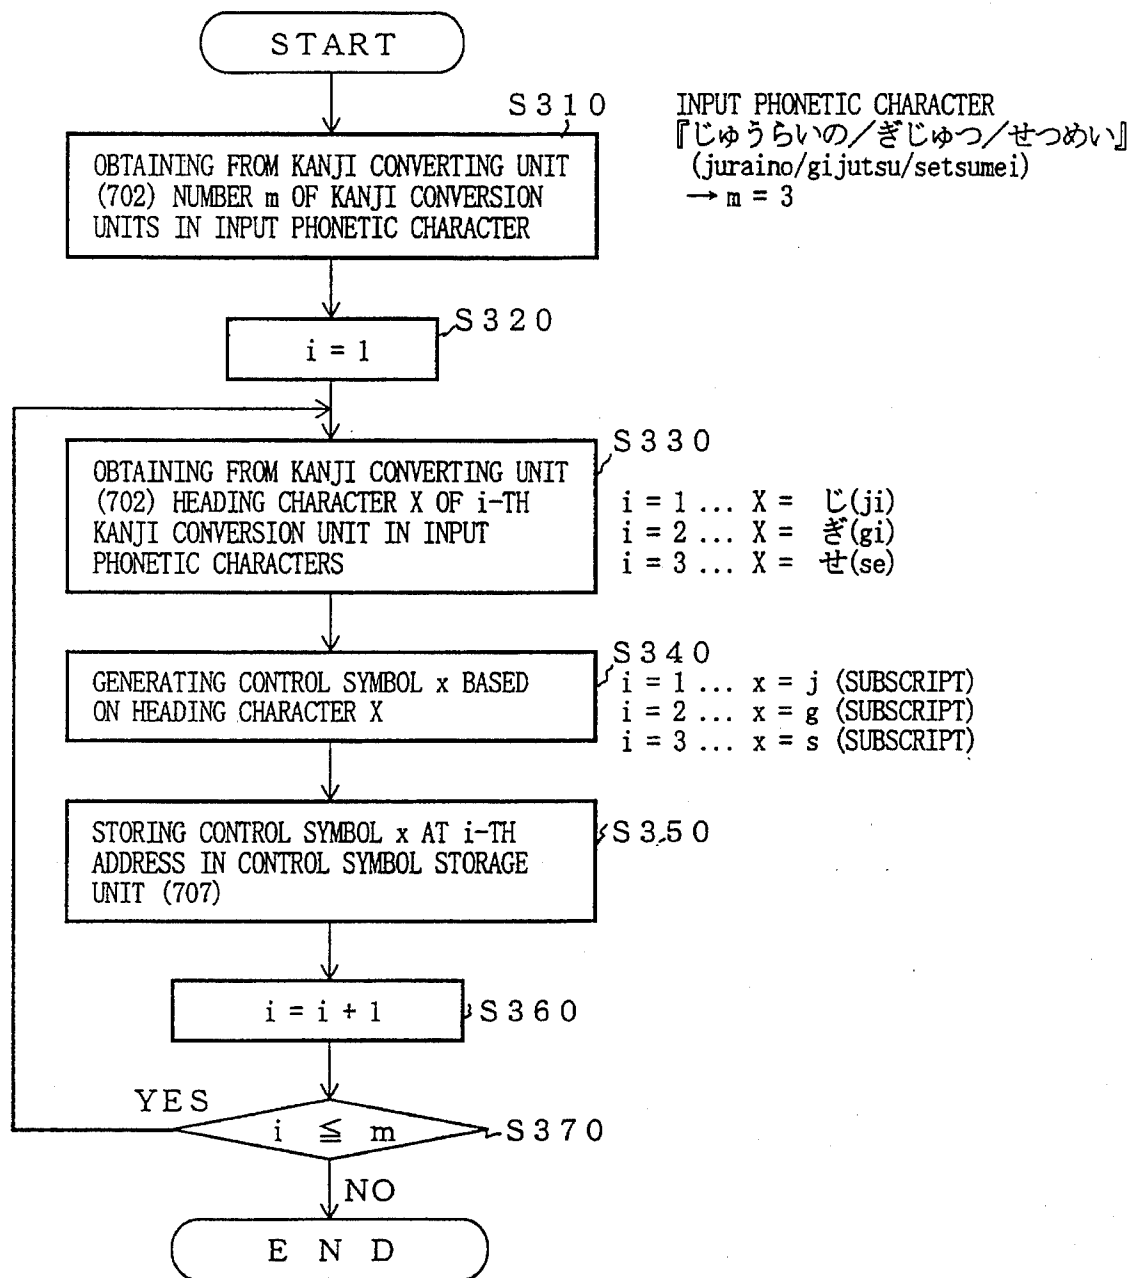 START
S310
OBTAINING FROM KANJI CONVERTING UNIT
(702) NUMBER m OF KANJI CONVERSION
UNITS IN INPUT PHONETIC CHARACTER
INPUT PHONETIC CHARACTER
『じゅうらいの／ぎじゅつ／せつめい』
(juraino/gijutsu/setsumei)
→ m = 3
S320
i = 1
S330
OBTAINING FROM KANJI CONVERTING UNIT
(702) HEADING CHARACTER X OF i-TH
KANJI CONVERSION UNIT IN INPUT
PHONETIC CHARACTERS
i = 1 ... X = じ(ji)
i = 2 ... X = ぎ(gi)
i = 3 ... X = せ(se)
S340
GENERATING CONTROL SYMBOL x BASED
ON HEADING CHARACTER X
i = 1 ... x = j (SUBSCRIPT)
i = 2 ... x = g (SUBSCRIPT)
i = 3 ... x = s (SUBSCRIPT)
STORING CONTROL SYMBOL x AT i-TH
ADDRESS IN CONTROL SYMBOL STORAGE
UNIT (707)
S350
i = i + 1
S360
YES
i ≦ m
S370
NO
END